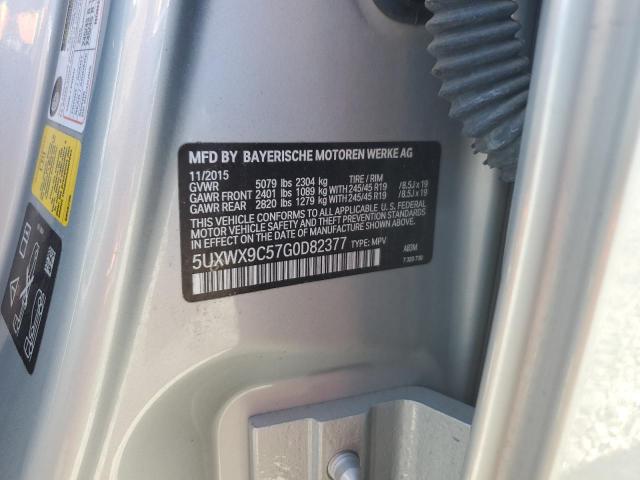 MFD BY BAYERISCHE MOTOREN WERKE AG
11/2015 TIRE / RIM
GVWR 5079 lbs 2304 kg
GAWR FRONT 2401 lbs 1089 kg WITH 245/45 R19 /8.5J x 19
GAWR REAR 2820 lbs 1279 kg WITH 245/45 R19 /8.5J x 19
THIS VEHICLE CONFORMS TO ALL APPLICABLE U.S. FEDERAL
MOTOR VEHICLE SAFETY, BUMPER, AND THEFT PREVENTION
STANDARDS IN EFFECT ON THE DATE OF MANUFACTURE SHOWN ABOVE.
5UXWX9C57G0D82377 TYPE: MPV